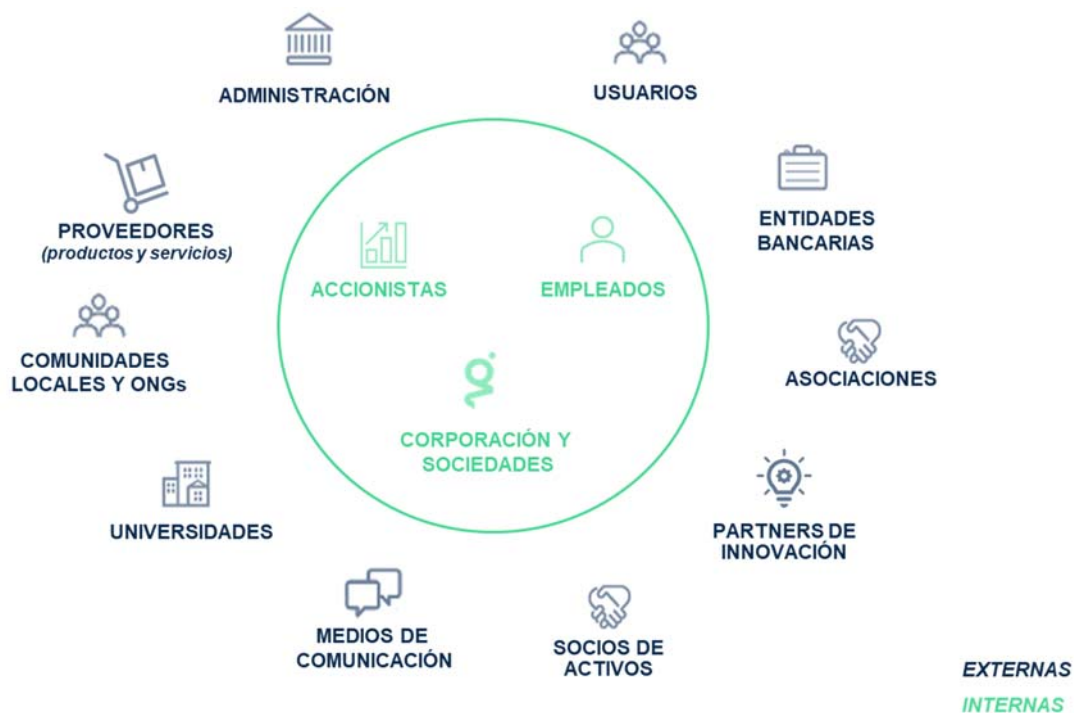 ADMINISTRACIÓN
USUARIOS
PROVEEDORES
(productos y servicios)
ENTIDADES
BANCARIAS
ACCIONISTAS
EMPLEADOS
COMUNIDADES
LOCALES Y ONGs
ASOCIACIONES
CORPORACIÓN Y
SOCIEDADES
UNIVERSIDADES
PARTNERS DE
INNOVACIÓN
MEDIOS DE
COMUNICACIÓN
SOCIOS DE
ACTIVOS
EXTERNAS
INTERNAS